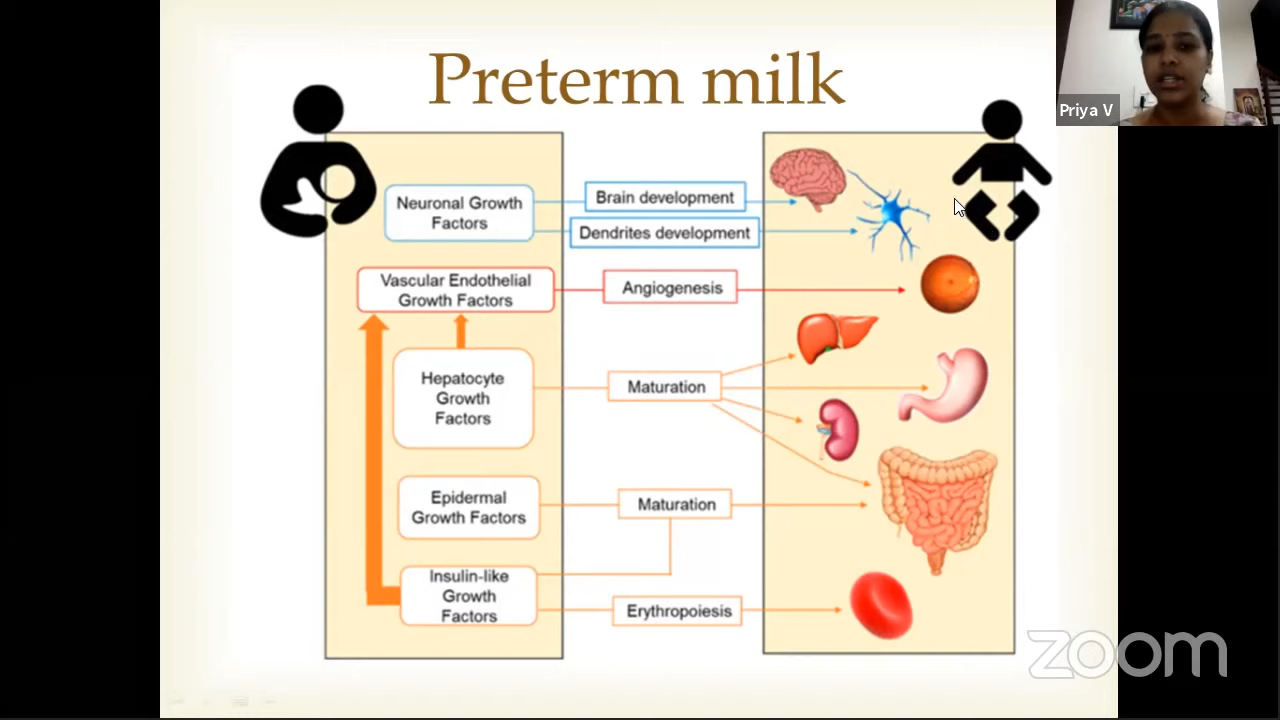 Preterm milk
Priya V
Neuronal Growth
Factors
Brain development
Dendrites development
Vascular Endothelial
Growth Factors
Angiogenesis
Hepatocyte
Growth
Factors
Maturation
Epidermal
Growth Factors
Maturation
Insulin-like
Growth
Factors
Erythropoiesis
zoom